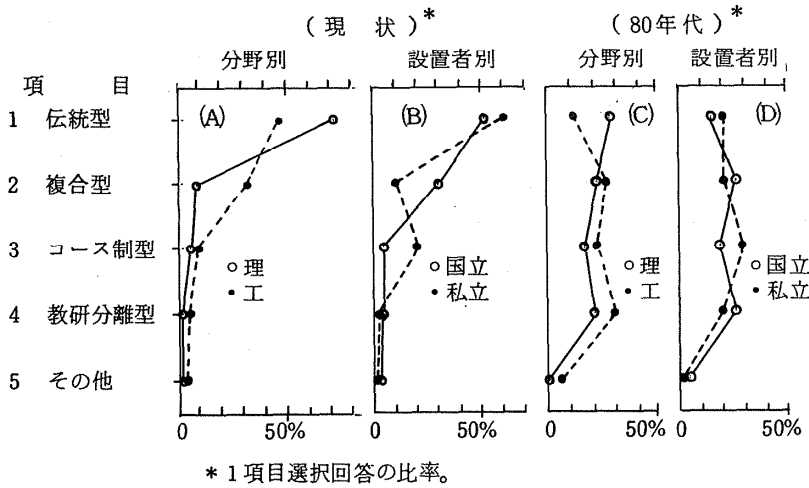 (現 状)* (80年代)*
分野別 設置者別 分野別 設置者別
項 目
(A) (B) (C) (D)
1 伝統型
2 複合型
3 コース制型
○理 ○国立 ○理 ○国立
●工 ●私立 ●工 ●私立
4 教研分離型
5 その他
0 50% 0 50% 0 50% 0 50%
* 1項目選択回答の比率。